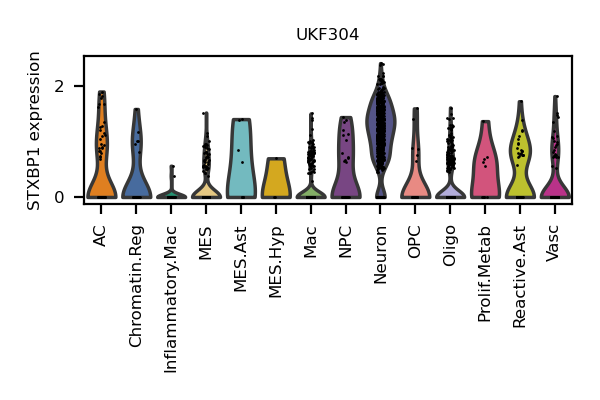 UKF304
STXBP1 expression
2
0
AC
Chromatin.Reg
Inflammatory.Mac
MES
MES.Ast
MES.Hyp
Mac
NPC
Neuron
OPC
Oligo
Prolif.Metab
Reactive.Ast
Vasc